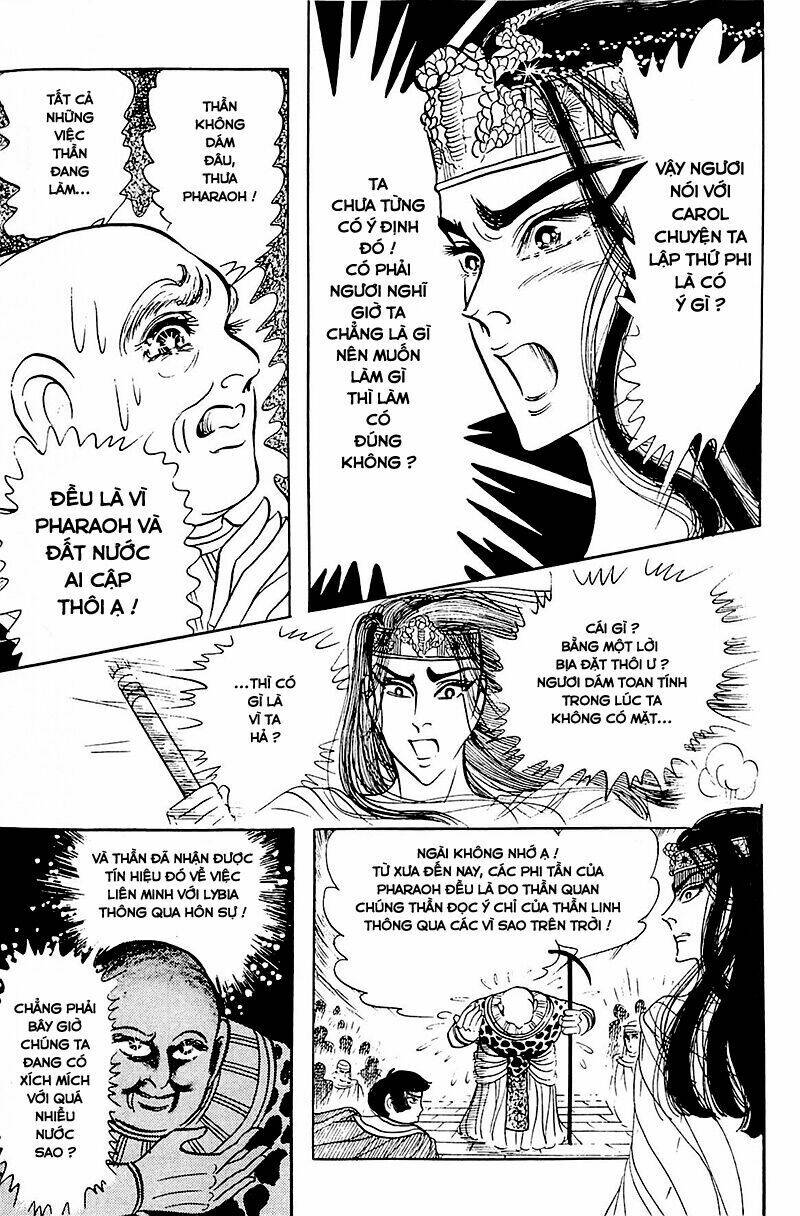 VẬY NGƯƠI
NÓI VỚI
CAROL
CHUYỆN TA
LẬP THỨ PHI
LÀ CÓ
Ý GÌ ?
TA
CHƯA TỪNG
CÓ Ý ĐỊNH
ĐÓ !
CÓ PHẢI
NGƯƠI NGHĨ
GIỜ TA
CHẲNG LÀ GÌ
NÊN MUỐN
LÀM GÌ
THÌ LÀM
CÓ
ĐÚNG
KHÔNG ?
THẦN
KHÔNG
DÁM
ĐÂU,
THƯA
PHARAOH !
TẤT CẢ
NHỮNG
VIỆC
THẦN
ĐANG
LÀM...
ĐỀU LÀ VÌ
PHARAOH VÀ
ĐẤT NƯỚC
AI CẬP
THÔI Ạ !
...THÌ CÓ
GÌ LÀ
VÌ TA
HẢ ?
CÁI GÌ ?
BẰNG MỘT LỜI
BỊA ĐẶT THÔI Ư ?
NGƯƠI DÁM TOAN TÍNH
TRONG LÚC TA
KHÔNG CÓ MẶT...
NGÀI KHÔNG NHỚ Ạ !
TỪ XƯA ĐẾN NAY, CÁC PHI TẦN CỦA
PHARAOH ĐỀU LÀ DO THẦN QUAN
CHÚNG THẦN ĐỌC Ý CHỈ CỦA THẦN LINH
THÔNG QUA CÁC VÌ SAO TRÊN TRỜI !
VÀ THẦN ĐÃ NHẬN ĐƯỢC
TÍN HIỆU ĐÓ VỀ VIỆC
LIÊN MINH VỚI LYBIA
THÔNG QUA HÔN SỰ !
CHẲNG PHẢI
BÂY GIỜ
CHÚNG TA
ĐANG CÓ
XÍCH MÍCH
VỚI QUÁ
NHIỀU
NƯỚC
SAO ?